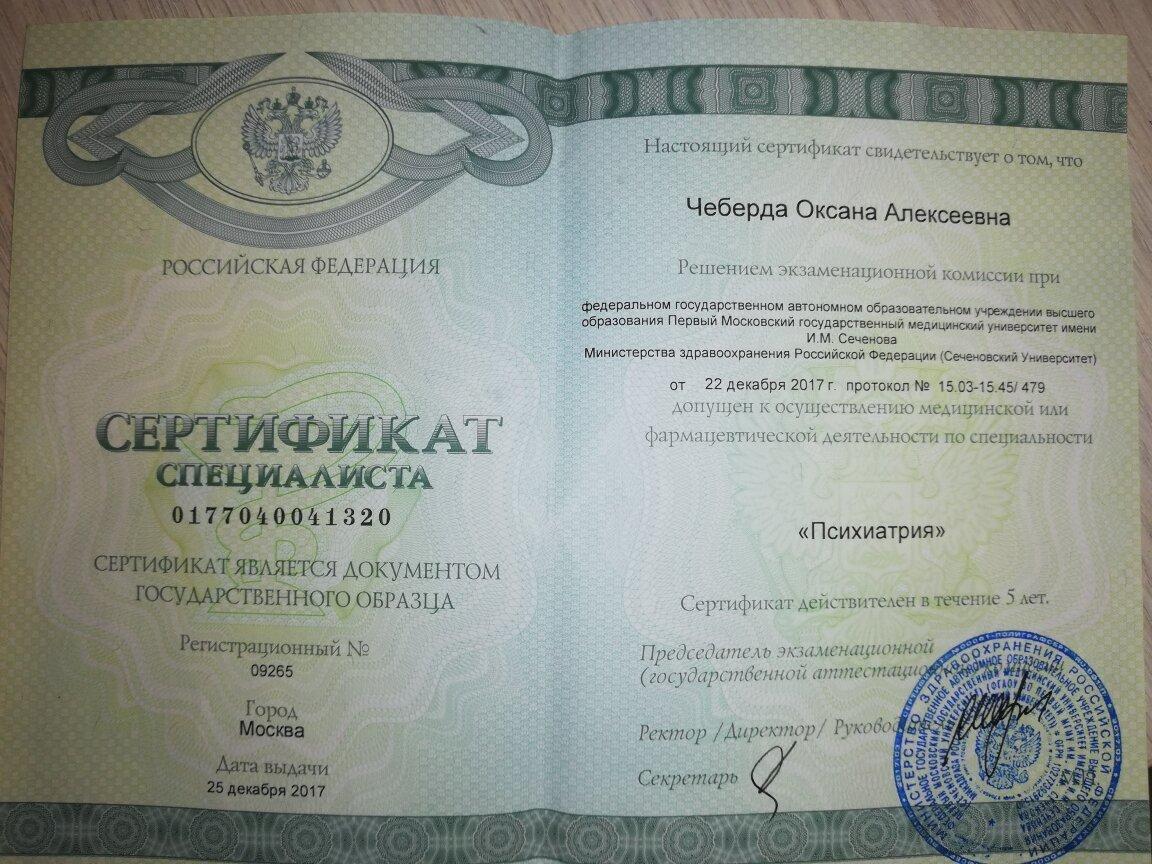 РОССИЙСКАЯ ФЕДЕРАЦИЯ
СЕРТИФИКАТ
СПЕЦИАЛИСТА
0177040041320
СЕРТИФИКАТ ЯВЛЯЕТСЯ ДОКУМЕНТОМ
ГОСУДАРСТВЕННОГО ОБРАЗЦА
Регистрационный №
09265
Город
Москва
Дата выдачи
25 декабря 2017
Настоящий сертификат свидетельствует о том, что
Чеберда Оксана Алексеевна
Решением экзаменационной комиссии при
федеральном государственном автономном образовательном учреждении высшего
образования Первый Московский государственный медицинский университет имени
И.М. Сеченова
Министерства здравоохранения Российской Федерации (Сеченовский Университет)
от 22 декабря 2017 г. протокол № 15.03-15.45/ 479
допущен к осуществлению медицинской или
фармацевтической деятельности по специальности
«Психиатрия»
Сертификат действителен в течение 5 лет.
Председатель экзаменационной
(государственной
Ректор /Директор/
Секретарь
МИНИСТЕРСТВО ЗДРАВООХРАНЕНИЯ РОССИЙСКОЙ ФЕДЕРАЦИИ